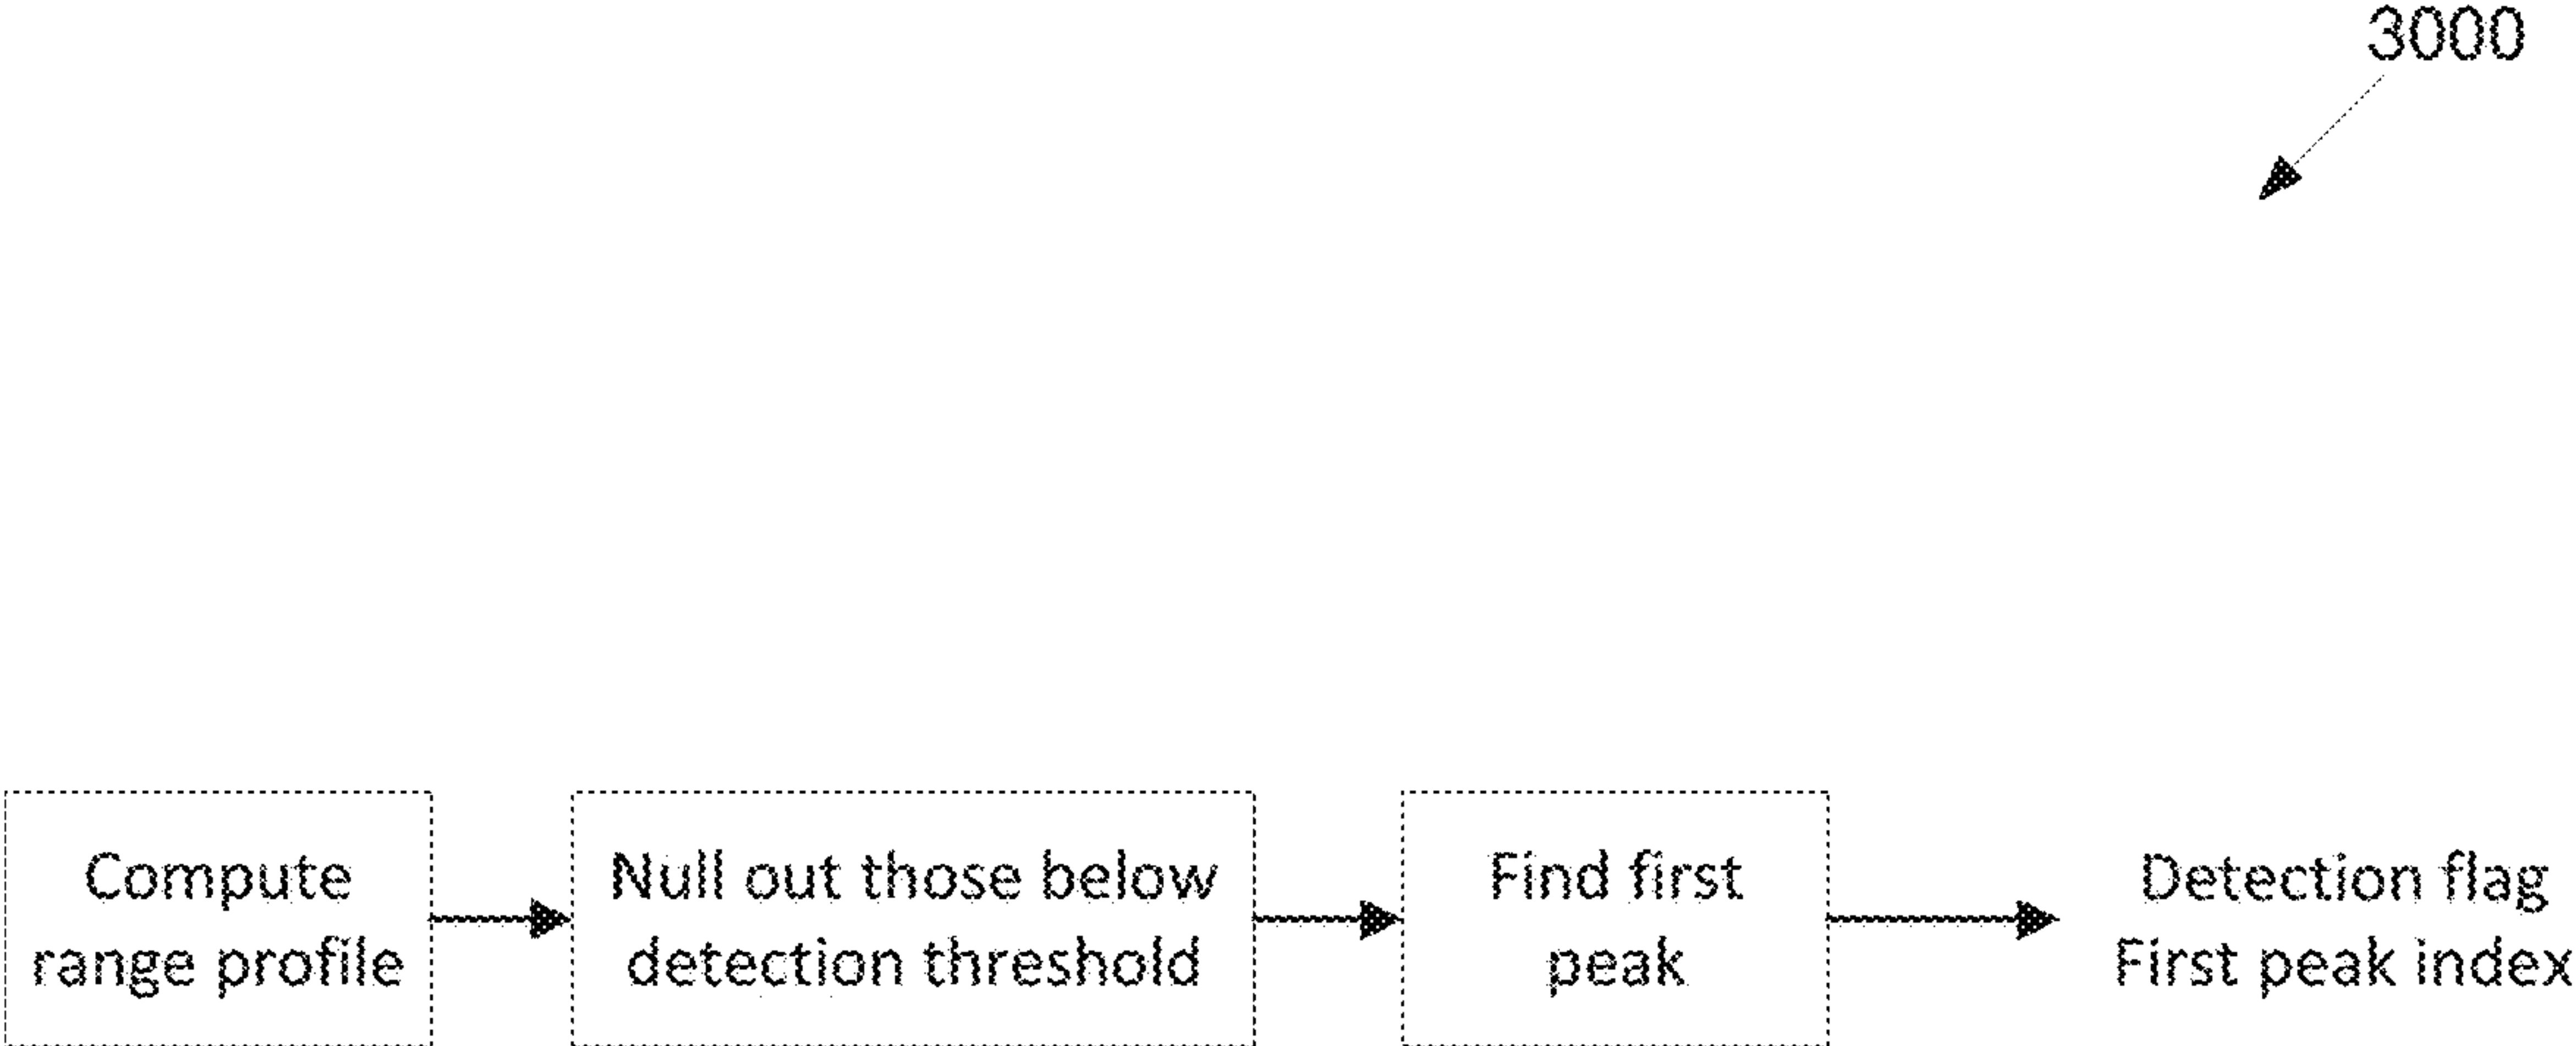 3000
Compute
range profile
Null out those below
detection threshold
Find first
peak
Detection flag
First peak index